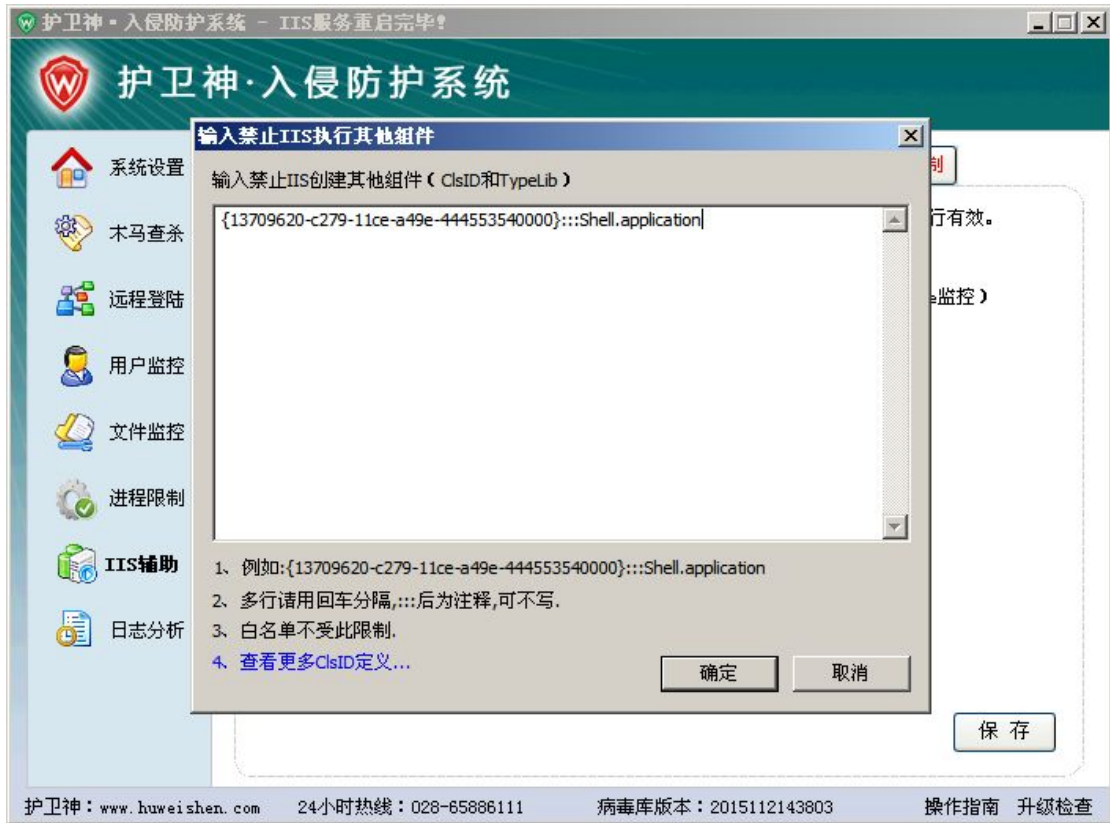 护卫神·入侵防护系统 - IIS服务重启完毕!
护卫神·入侵防护系统
输入禁止IIS执行其他组件
输入禁止IIS创建其他组件(ClsID和TypeLib)
{13709620-c279-11ce-a49e-444553540000}:::Shell.application
系统设置
木马查杀
远程登陆
用户监控
文件监控
进程限制
IIS辅助
日志分析
制
行有效。
e监控)
1、例如:{13709620-c279-11ce-a49e-444553540000}:::Shell.application
2、多行请用回车分隔,:::后为注释,可不写.
3、白名单不受此限制.
4、查看更多ClsID定义...
确定
取消
保 存
护卫神:www.huweishen.com 24小时热线:028-65886111 病毒库版本:2015112143803 操作指南 升级检查